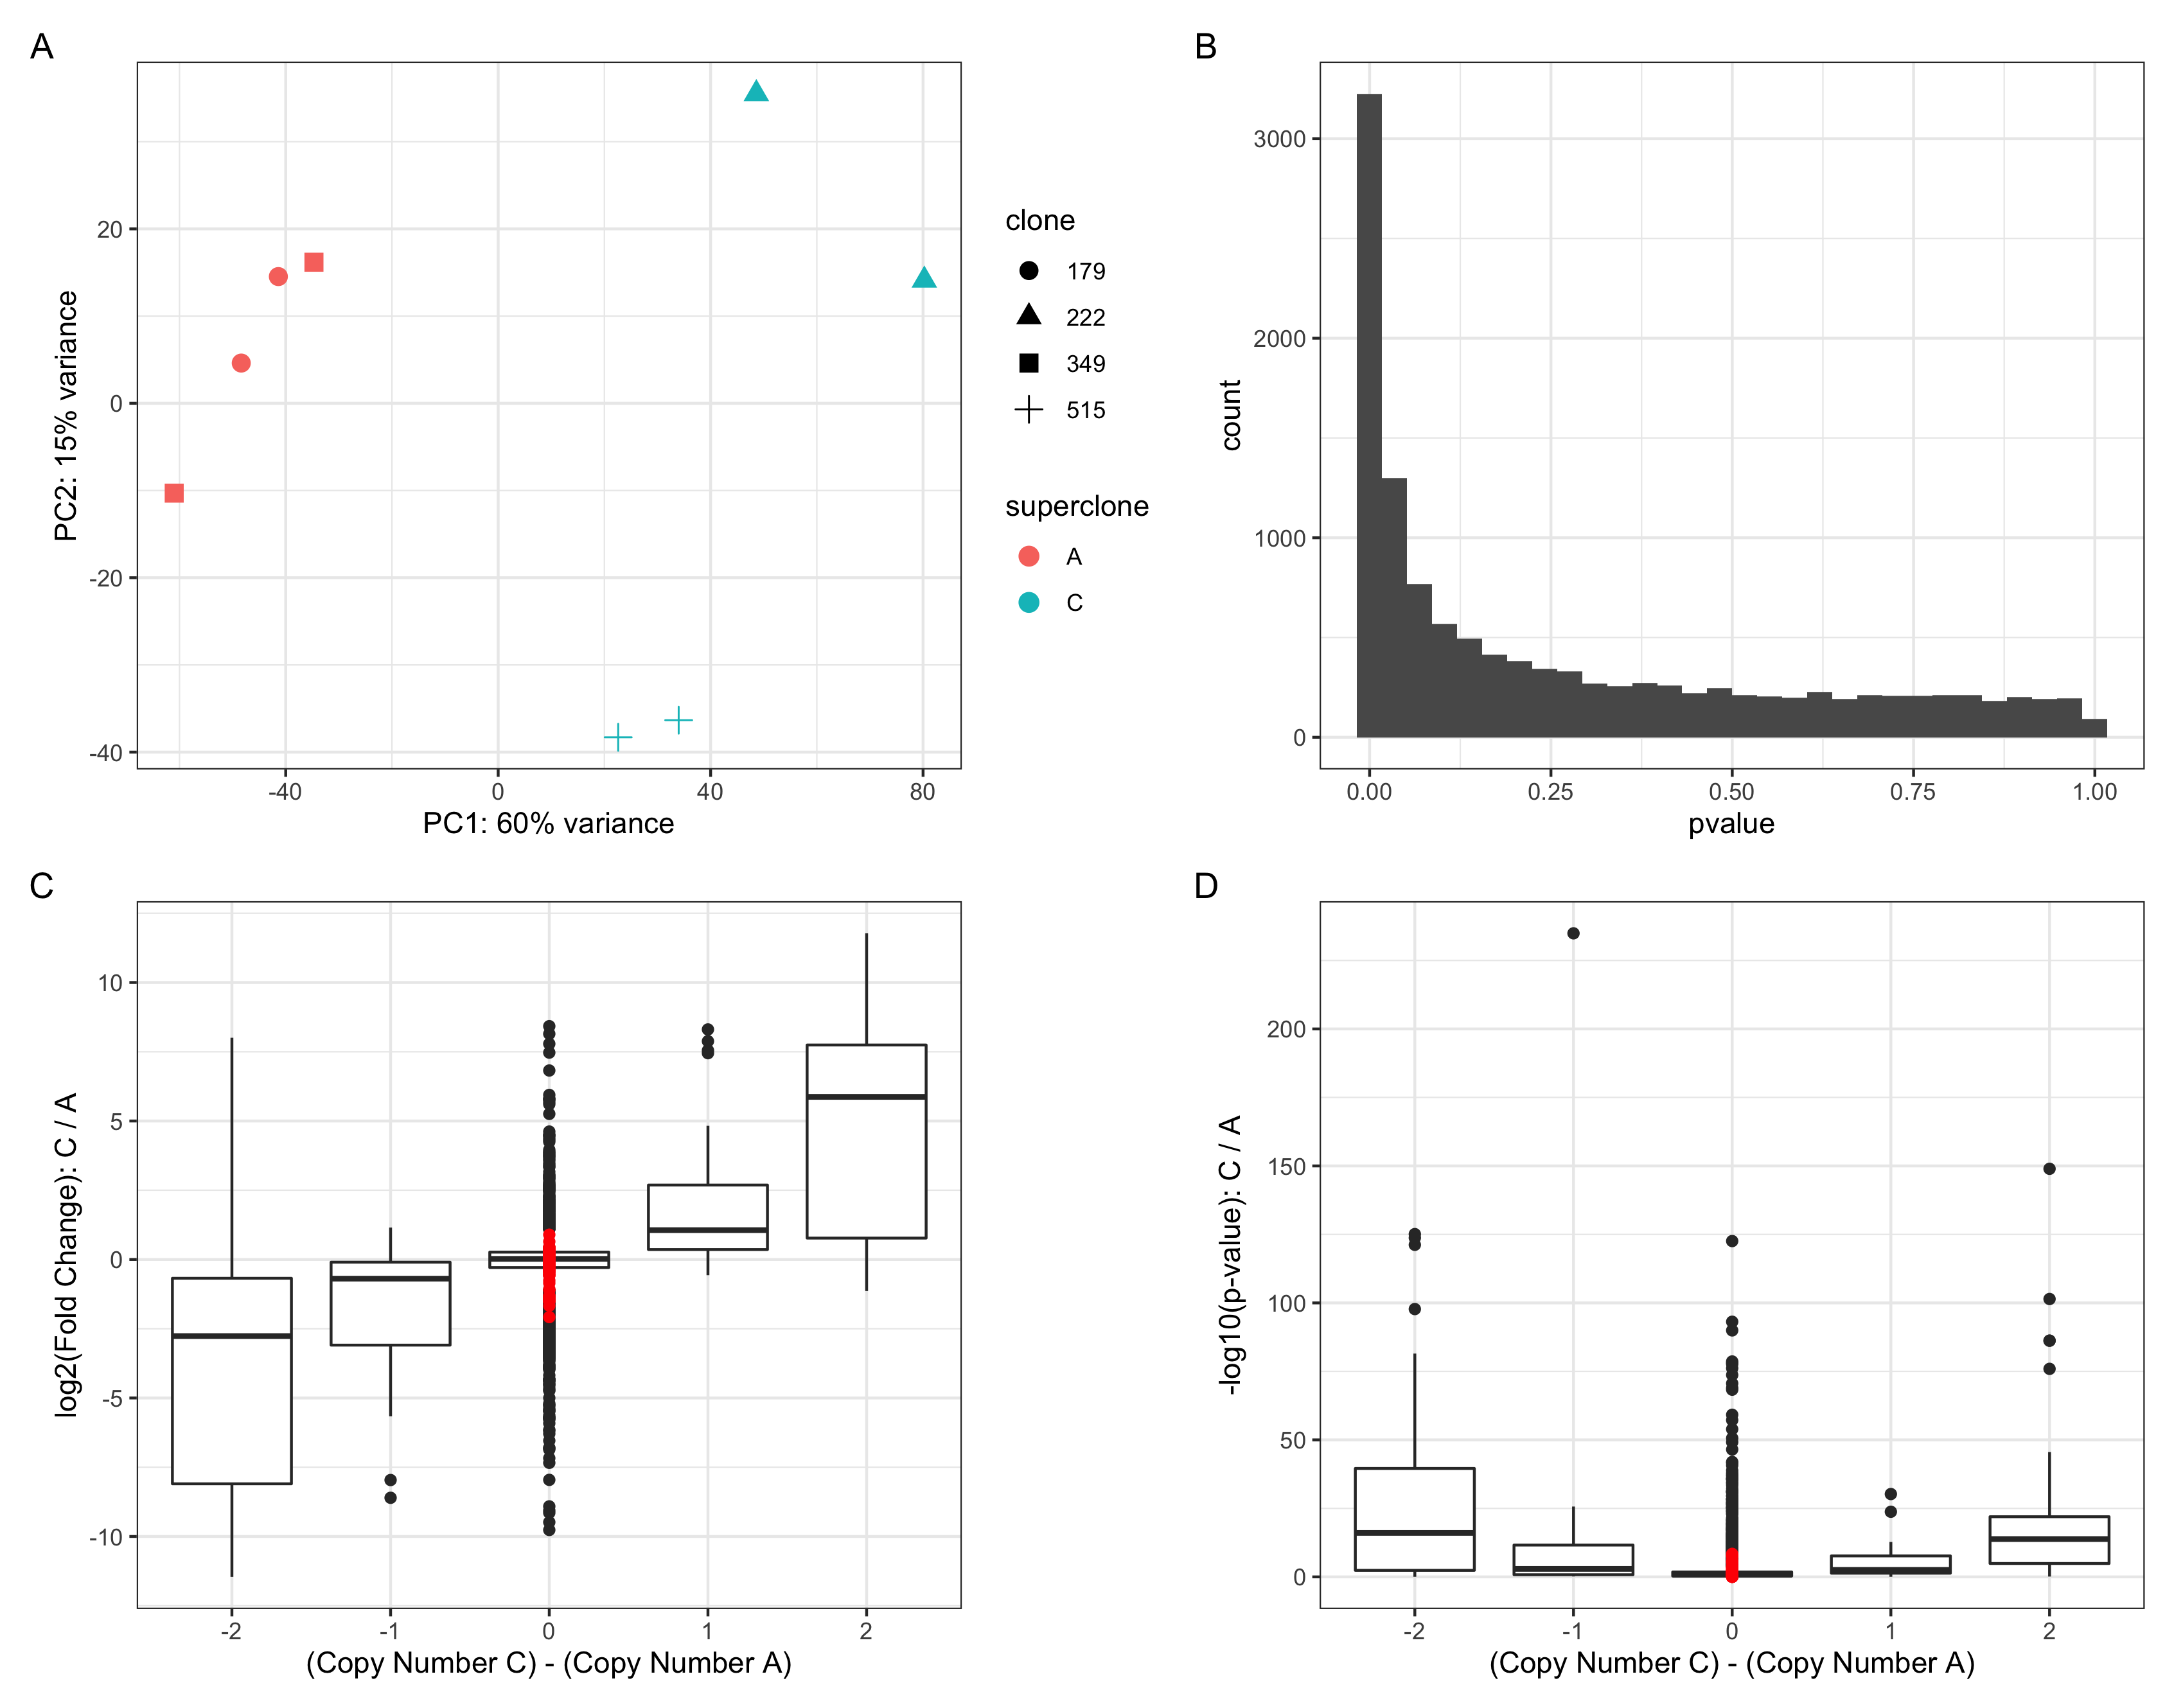 A
20
0
-20
-40
-40
0
40
80
PC2: 15% variance
PC1: 60% variance
clone
179
222
349
515
superclone
A
C
B
3000
2000
1000
0
0.00
0.25
0.50
0.75
1.00
count
pvalue
C
10
5
0
-5
-10
-2
-1
0
1
2
log2(Fold Change): C / A
(Copy Number C) - (Copy Number A)
D
200
150
100
50
0
-2
-1
0
1
2
-log10(p-value): C / A
(Copy Number C) - (Copy Number A)